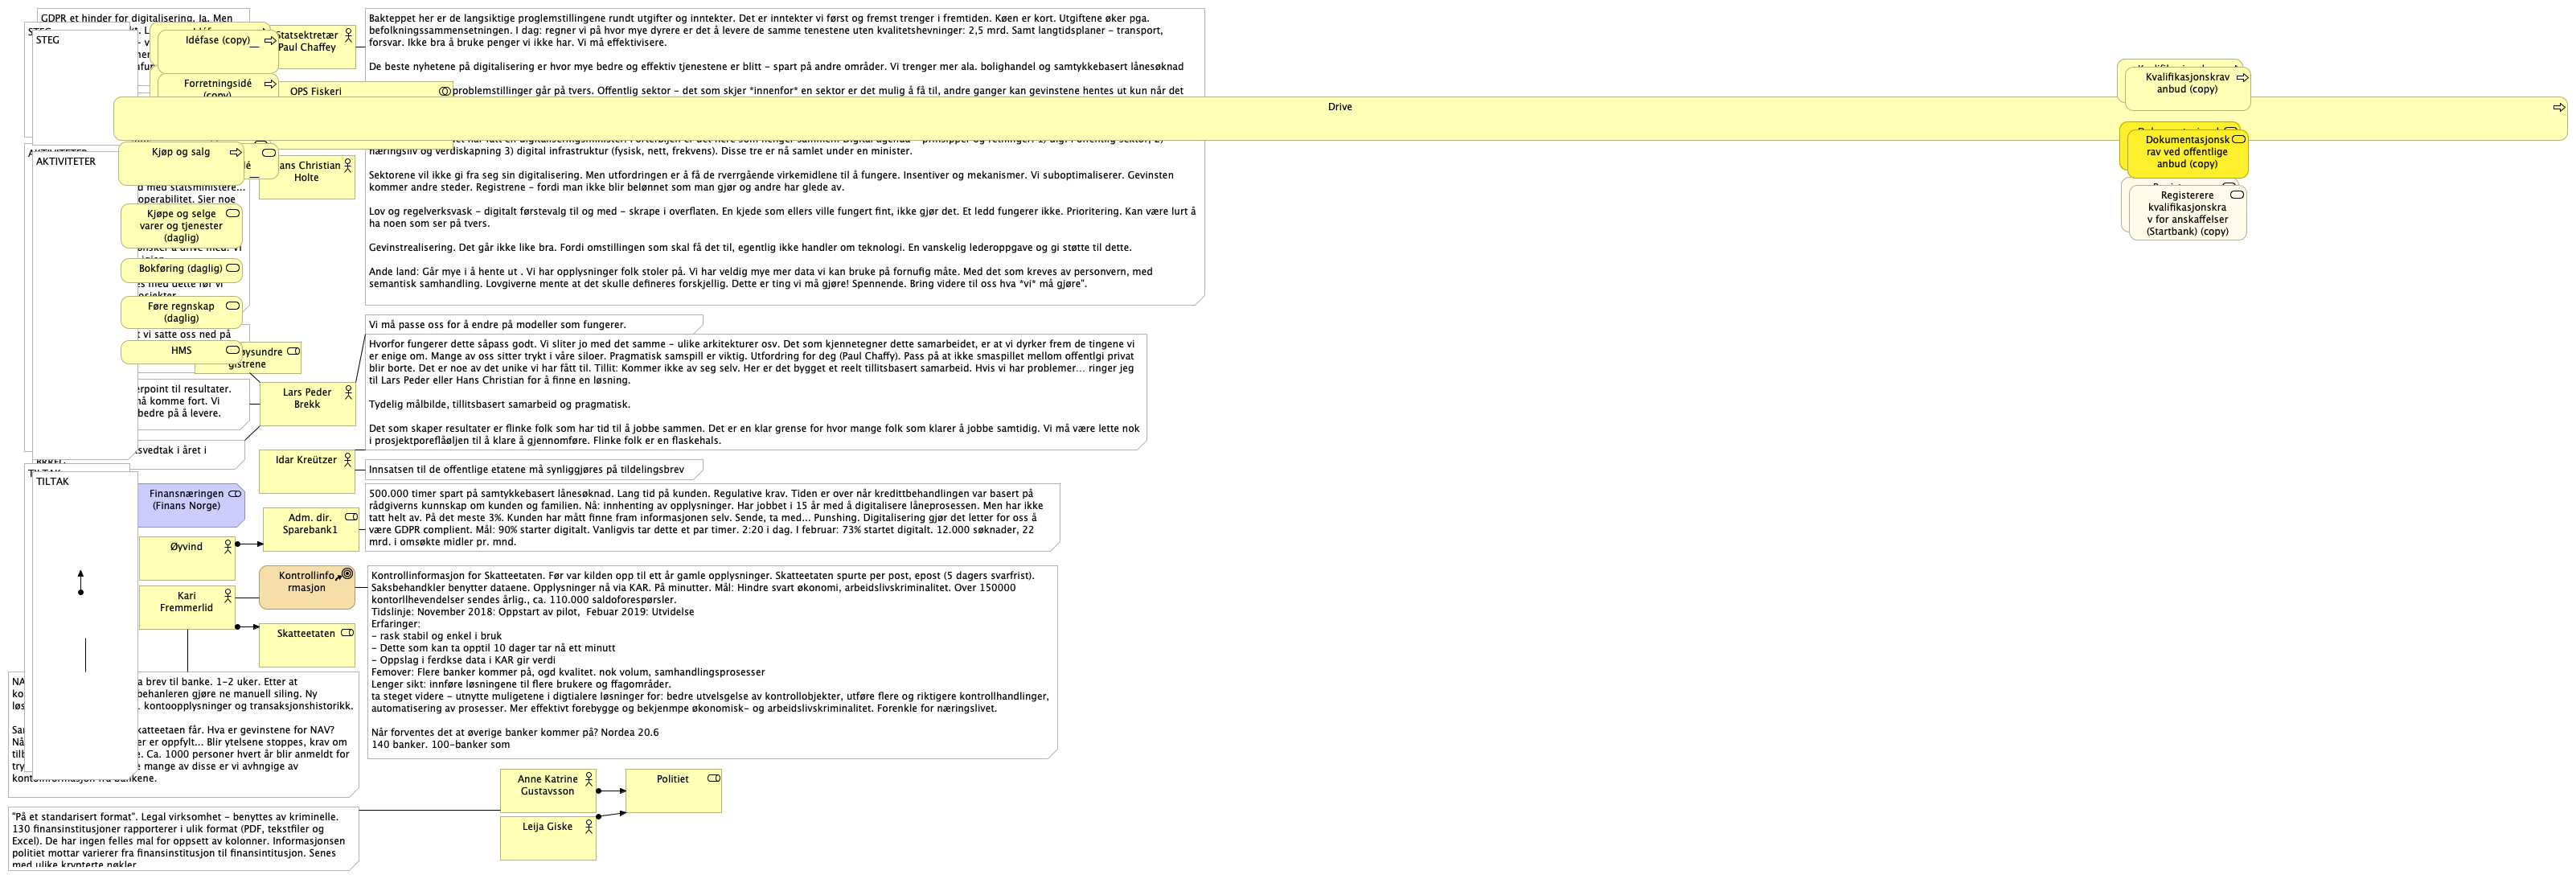 GDPR et hinder for digitalisering. Ja. Men
STEG
Idéfase (copy)
Statsektretær
Paul Chaffey
Forretningsidé
(copy)
OPS Fiskeri
Bakteppet her er de langsiktige proglemstillingene rundt utgifter og inntekter. Det er inntekter vi først og fremst trenger i fremtiden. Køen er kort. Utgiftene øker pga.
befolkningssammensetningen. I dag: regner vi på hvor mye dyrere er det å levere de samme tenestene uten kvalitetshevninger: 2,5 mrd. Samt langtidsplaner – transport,
forsvar. Ikke bra å bruke penger vi ikke har. Vi må effektivisere.
De beste nyhetene på digitalisering er hvor mye bedre og effektiv tjenestene er blitt – spart på andre områder. Vi trenger mer ala. bolighandel og samtykkebasert lånesøknad
problemstillinger går på tvers. Offentlig sektor – det som skjer *innenfor* en sektor er det mulig å få til, andre ganger kan gevinstene hentes ut kun når det
Drive
næringsliv og verdiskapning 3) digital infrastruktur (fysisk, nett, frekvens). Disse tre er nå samlet under en minister.
Sektorene vil ikke gi fra seg sin digitalisering. Men utfordringen er å få de rverrgående virkemidlene til å fungere. Insentiver og mekanismer. Vi suboptimaliserer. Gevinsten
kommer andre steder. Registrene – fordi man ikke blir belønnet som man gjør og andre har glede av.
Lov og regelverksvask – digitalt førstevalg til og med – skrape i overflaten. En kjede som ellers ville fungert fint, ikke gjør det. Et ledd fungerer ikke. Prioritering. Kan være lurt å
ha noen som ser på tvers.
Gevinstrealisering. Det går ikke like bra. Fordi omstillingen som skal få det til, egentlig ikke handler om teknologi. En vanskelig lederoppgave og gi støtte til dette.
Ande land: Går mye i å hente ut . Vi har opplysninger folk stoler på. Vi har veldig mye mer data vi kan bruke på fornufig måte. Med det som kreves av personvern, med
semantisk samhandling. Lovgiverne mente at det skulle defineres forskjellig. Dette er ting vi må gjøre! Spennende. Bring videre til oss hva *vi* må gjøre".
Kvalifikasjonskrav
anbud (copy)
Dokumentasjonsk
rav ved offentlige
anbud (copy)
Registerere
kvalifikasjonskra
v for anskaffelser
(Startbank) (copy)
AKTIVITETER
Kjøp og salg
ans Christian
Holte
d med statsministere...
operabilitet. Sier noe
Kjøpe og selge
varer og tjenester
(daglig)
Bokføring (daglig)
Føre regnskap
(daglig)
t vi satte oss ned på
HMS
øysundre
gistrene
Vi må passe oss for å endre på modeller som fungerer.
Hvorfor fungerer dette såpass godt. Vi sliter jo med det samme – ulike arkitekturer osv. Det som kjennetegner dette samarbeidet, er at vi dyrker frem de tingene vi
er enige om. Mange av oss sitter trykt i våre siloer. Pragmatisk samspill er viktig. Utfordring for deg (Paul Chaffy). Pass på at ikke smaspillet mellom offentlgi privat
blir borte. Det er noe av det unike vi har fått til. Tillit: Kommer ikke av seg selv. Her er det bygget et reelt tillitsbasert samarbeid. Hvis vi har problemer... ringer jeg
til Lars Peder eller Hans Christian for å finne en løsning.
Tydelig målbilde, tillitsbasert samarbeid og pragmatisk.
Det som skaper resultater er flinke folk som har tid til å jobbe sammen. Det er en klar grense for hvor mange folk som klarer å jobbe samtidig. Vi må være lette nok
i prosjektporeflåøljen til å klare å gjennomføre. Flinke folk er en flaskehals.
erpoint til resultater.
må komme fort. Vi
bedre på å levere.
Lars Peder
Brekk
svedtak i året i
Idar Kreützer
Innsatsen til de offentlige etatene må synliggjøres på tildelingsbrev
TILTAK
Finansnæringen
(Finans Norge)
Adm. dir.
Sparebank1
500.000 timer spart på samtykkebasert lånesøknad. Lang tid på kunden. Regulative krav. Tiden er over når kredittbehandlingen var basert på
rådgiverns kunnskap om kunden og familien. Nå: innhenting av opplysninger. Har jobbet i 15 år med å digitalisere låneprosessen. Men har ikke
tatt helt av. På det meste 3%. Kunden har mått finne fram informasjonen selv. Sende, ta med... Punshing. Digitalisering gjør det letter for oss å
være GDPR complient. Mål: 90% starter digitalt. Vanligvis tar dette et par timer. 2:20 i dag. I februar: 73% startet digitalt. 12.000 søknader, 22
mrd. i omsøkte midler pr. mnd.
Øyvind
Kari
Fremmerlid
Kontrollinfo
rmasjon
Skatteetaten
Kontrollinformasjon for Skatteetaten. Før var kilden opp til ett år gamle opplysninger. Skatteetaten spurte per post, epost (5 dagers svarfrist).
Saksbehandkler benytter dataene. Opplysninger nå via KAR. På minutter. Mål: Hindre svart økonomi, arbeidslivskriminalitet. Over 150000
kontorllhevendelser sendes årlig., ca. 110.000 saldoforespørsler.
Tidslinje: November 2018: Oppstart av pilot,  Febuar 2019: Utvidelse
Erfaringer:
– rask stabil og enkel i bruk
– Dette som kan ta opptil 10 dager tar nå ett minutt
– Oppslag i ferdkse data i KAR gir verdi
Femover: Flere banker kommer på, ogd kvalitet. nok volum, samhandlingsprosesser
Lenger sikt: innføre løsningene til flere brukere og ffagområder.
ta steget videre – utnytte muligetene i digtialere løsninger for: bedre utvelsgelse av kontrollobjekter, utføre flere og riktigere kontrollhandlinger,
automatisering av prosesser. Mer effektivt forebygge og bekjenmpe økonomisk– og arbeidslivskriminalitet. Forenkle for næringslivet.
Når forventes det at øverige banker kommer på? Nordea 20.6
140 banker. 100–banker som
a brev til banke. 1–2 uker. Etter at
behanleren gjøre ne manuell siling. Ny
. kontoopplysninger og transaksjonshistorikk.
katteetaen får. Hva er gevinstene for NAV?
er er oppfylt... Blir ytelsene stoppes, krav om
e. Ca. 1000 personer hvert år blir anmeldt for
e mange av disse er vi avhngige av
Anne Katrine
Gustavsson
Politiet
Leija Giske
"På et standarisert format". Legal virksomhet – benyttes av kriminelle.
130 finansinstitusjoner rapporterer i ulik format (PDF, tekstfiler og
Excel). De har ingen felles mal for oppsett av kolonner. Informasjonsen
politiet mottar varierer fra finansinstitusjon til finansintitusjon. Senes
med ulike krypterte nøkler